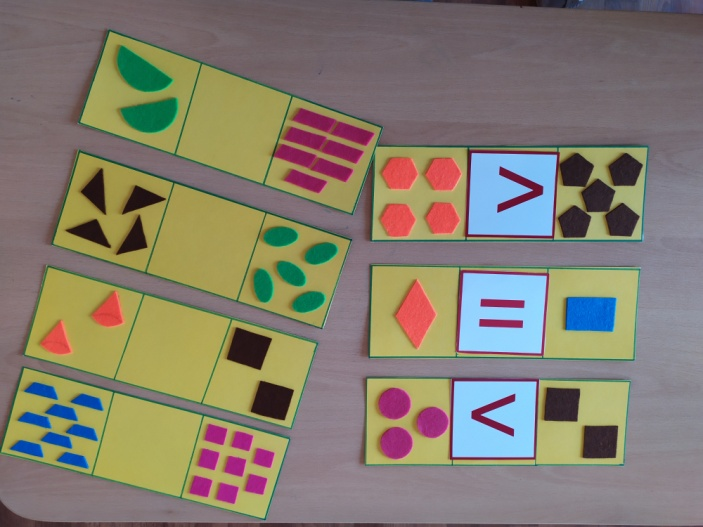 >
=
<